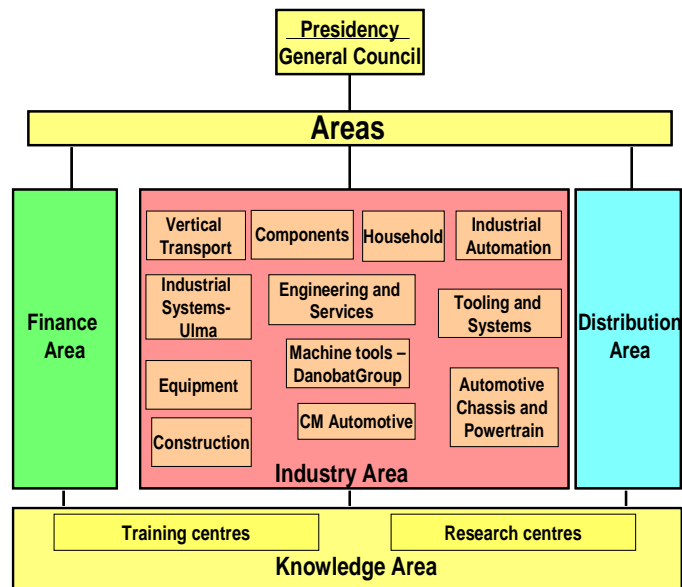 Presidency
General Council
Areas
Finance
Area
Vertical
Transport
Components
Household
Industrial
Automation
Industrial
Systems-
Ulma
Engineering and
Services
Tooling and
Systems
Machine tools –
DanobatGroup
Equipment
Automotive
Chassis and
Powertrain
CM Automotive
Construction
Industry Area
Distribution
Area
Training centres
Research centres
Knowledge Area